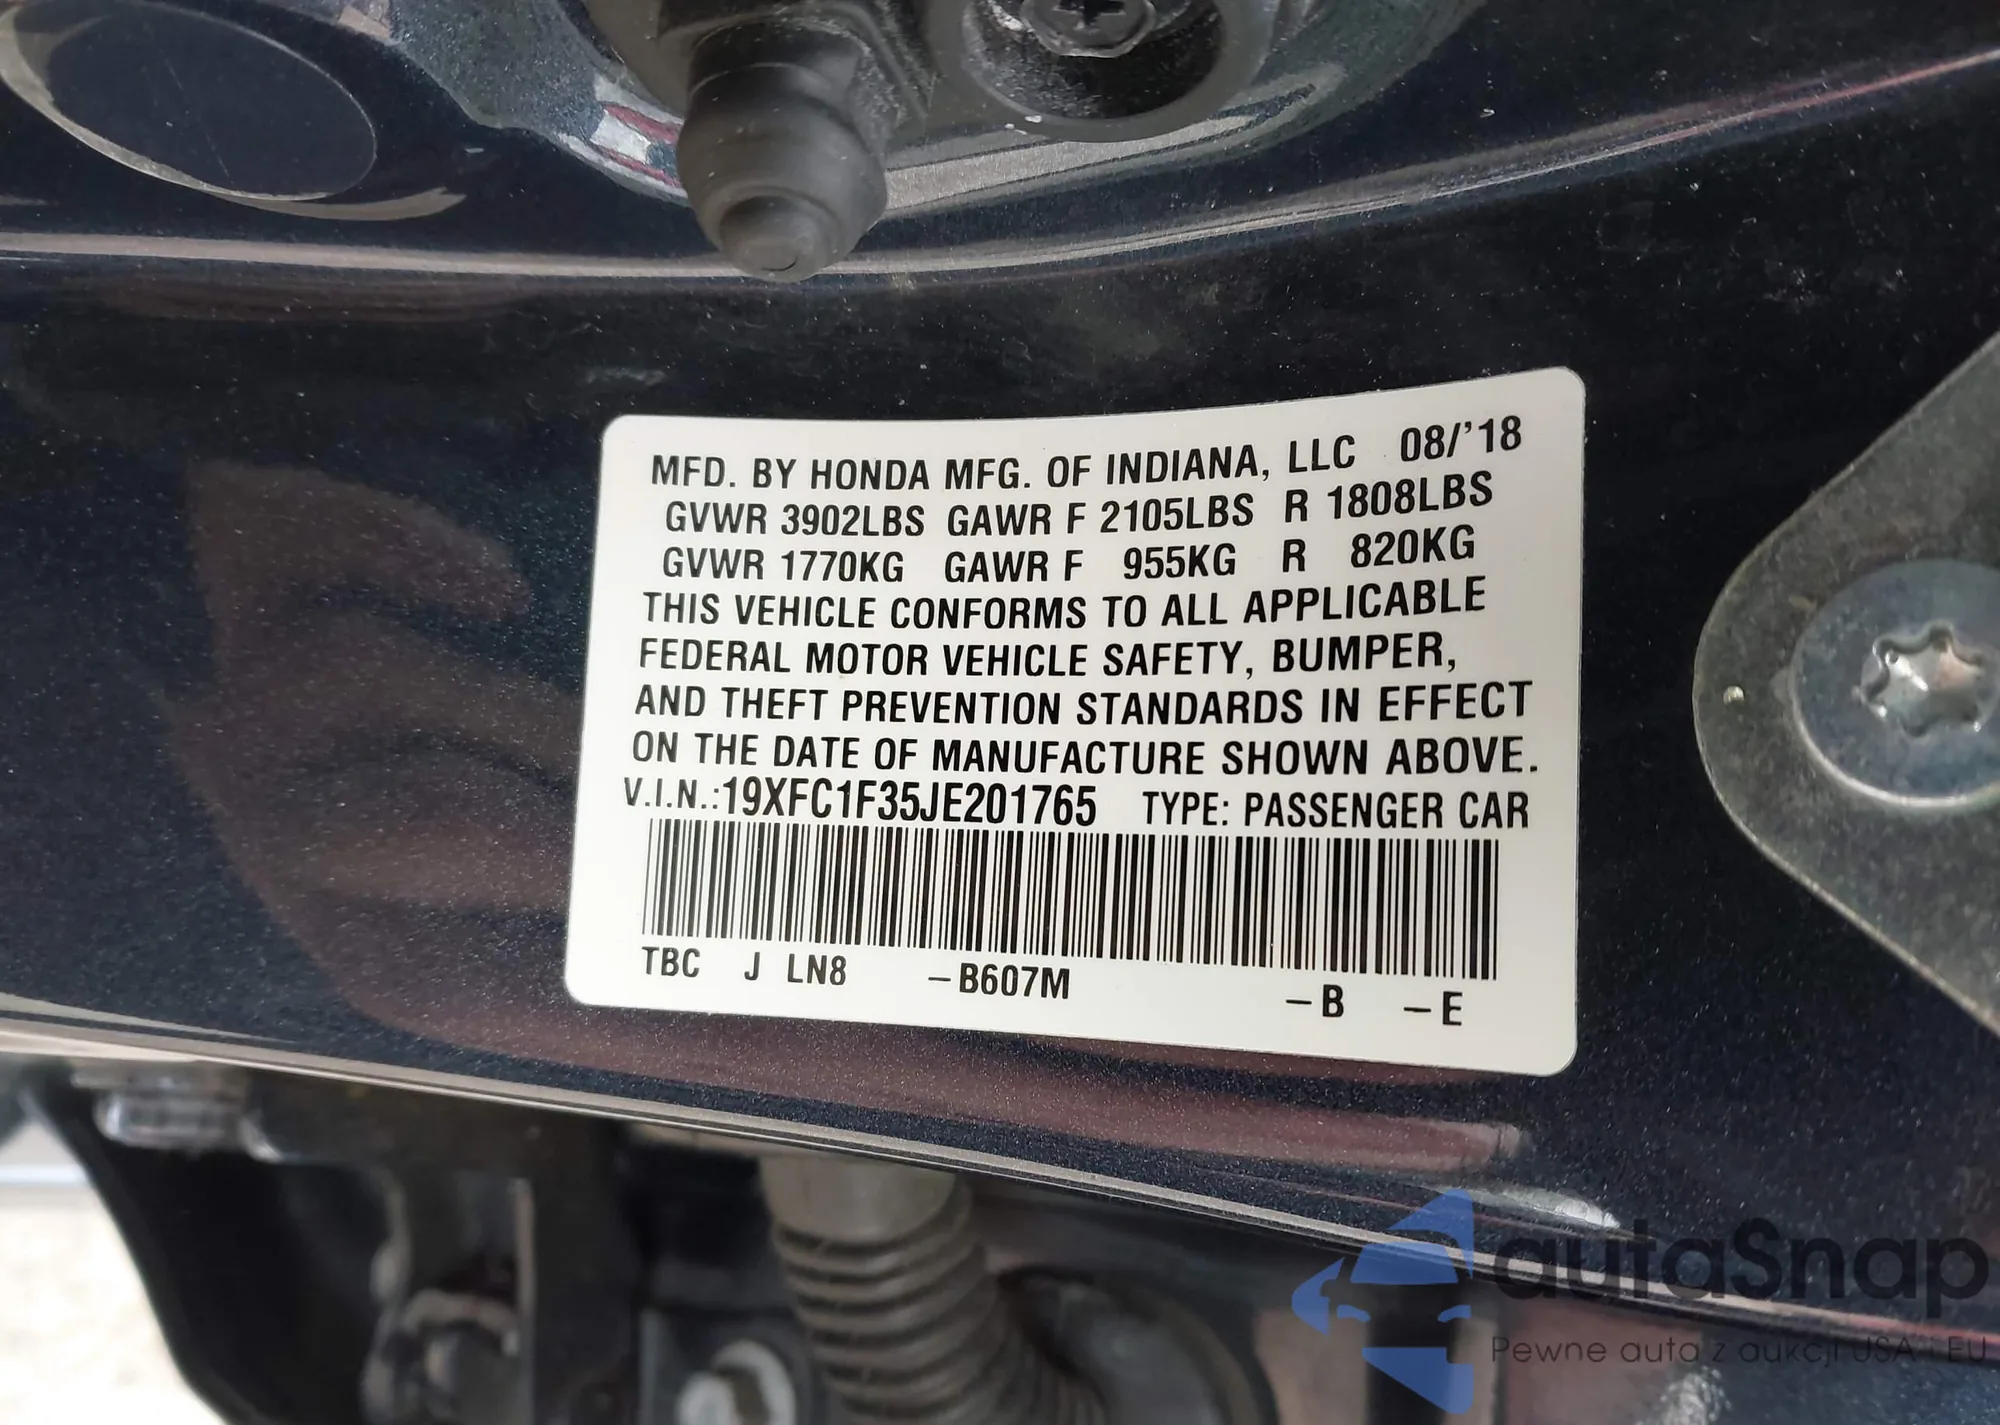 MFD. BY HONDA MFG. OF INDIANA, LLC 08/'18
GVWR 3902LBS GAWR F 2105LBS R 1808LBS
GVWR 1770KG GAWR F 955KG R 820KG
THIS VEHICLE CONFORMS TO ALL APPLICABLE
FEDERAL MOTOR VEHICLE SAFETY, BUMPER,
AND THEFT PREVENTION STANDARDS IN EFFECT
ON THE DATE OF MANUFACTURE SHOWN ABOVE.
V.I.N.:19XFC1F35JE201765 TYPE: PASSENGER CAR
TBC J LN8 –B607M –B –E
autaSnap
Pewne auta z aukcji USA i EU